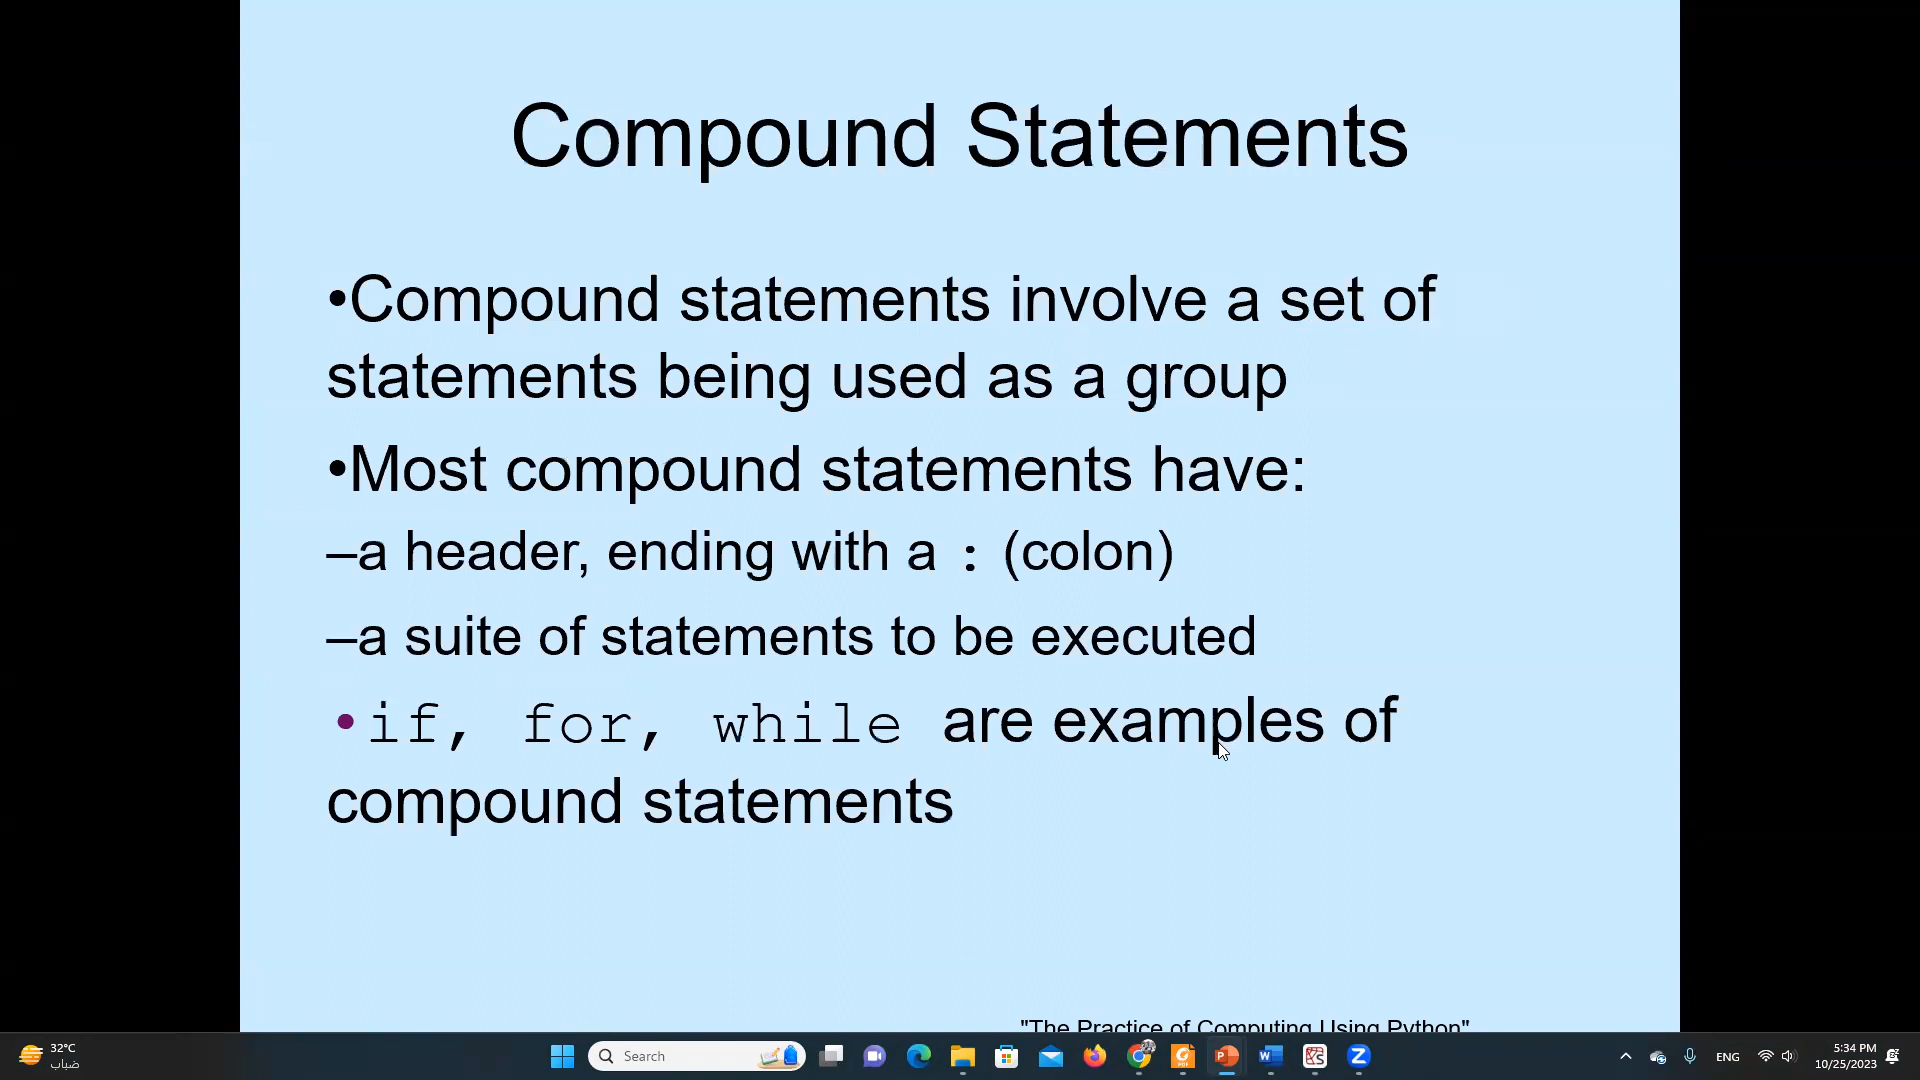 Compound Statements
•Compound statements involve a set of
statements being used as a group
•Most compound statements have:
–a header, ending with a : (colon)
–a suite of statements to be executed
•if, for, while are examples of
compound statements
"The Practice of Computing Using Python"
32°C
ضباب
Search
ENG
5:34 PM
10/25/2023